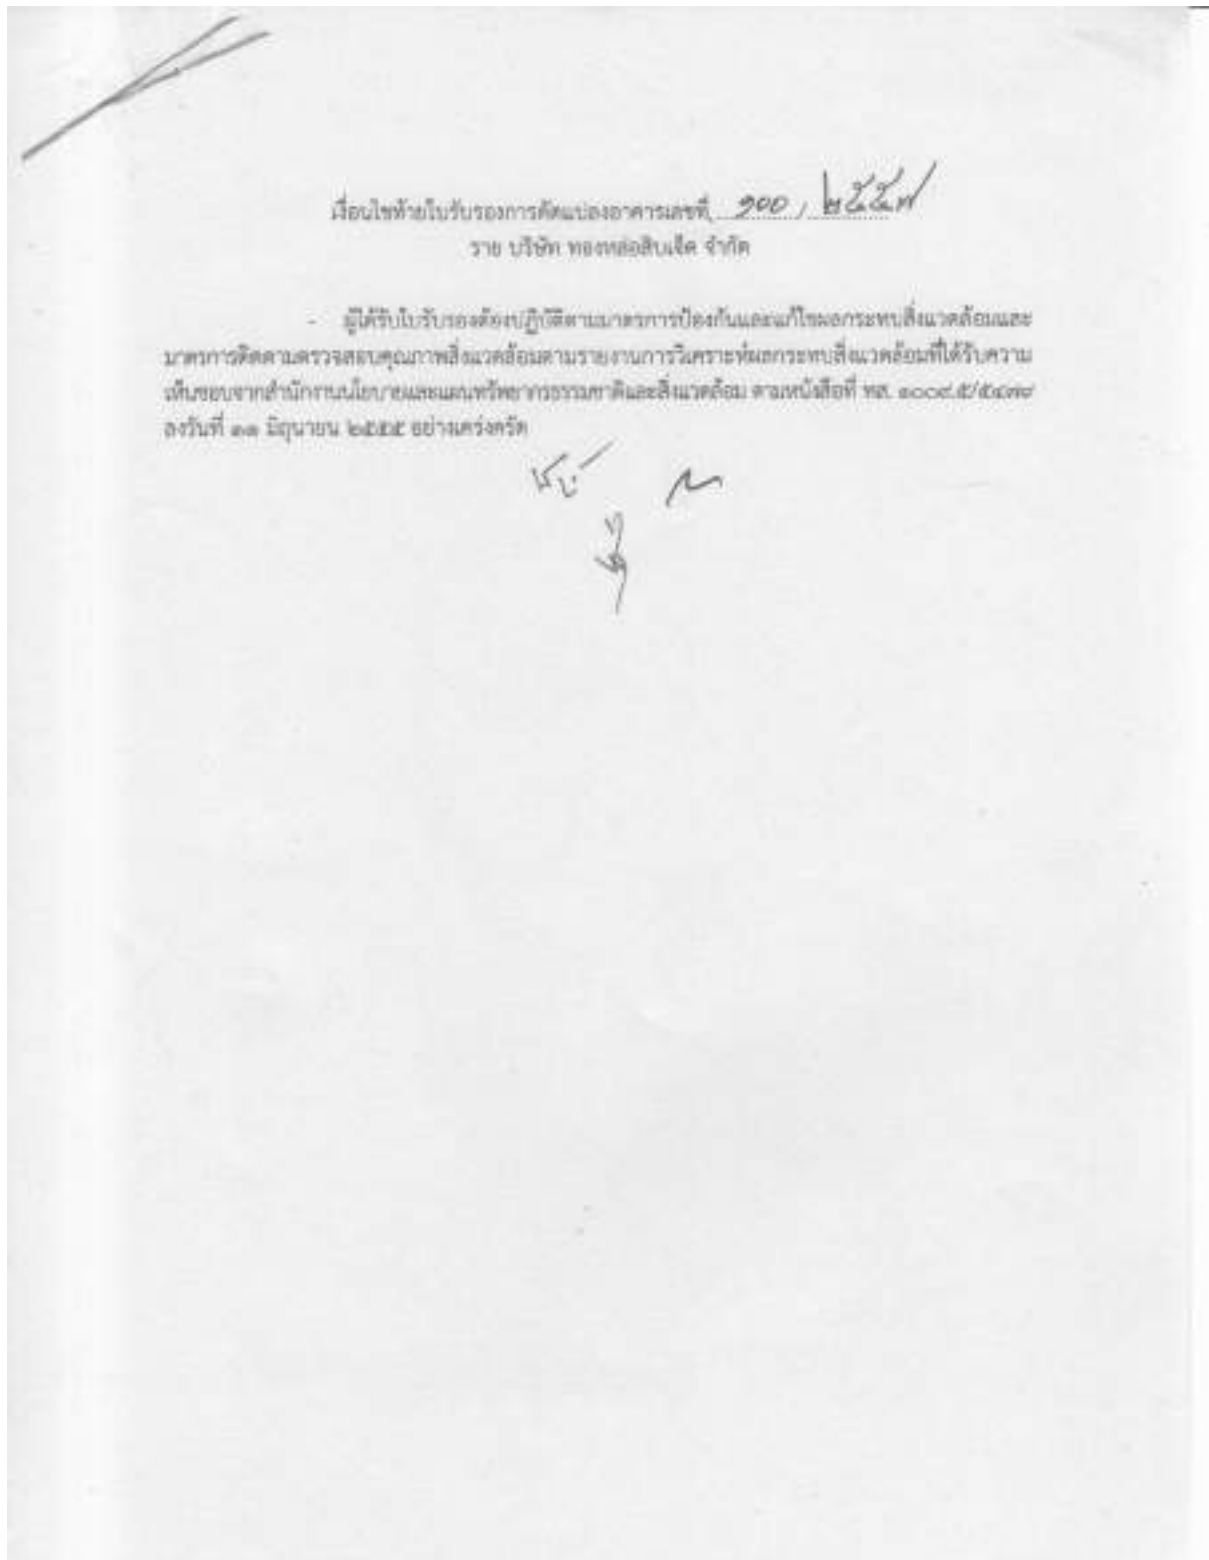 เงื่อนไขท้ายใบรับรองการดัดแปลงอาคารเลขที่ ๑๐๐ / ๒๕๕๗
ราย บริษัท ทองหล่อสิบเอ็ด จำกัด
- ผู้ได้รับใบรับรองต้องปฏิบัติตามมาตรการป้องกันและแก้ไขผลกระทบสิ่งแวดล้อมและ
มาตรการติดตามตรวจสอบคุณภาพสิ่งแวดล้อมตามรายงานการวิเคราะห์ผลกระทบสิ่งแวดล้อมที่ได้รับความ
เห็นชอบจากสำนักงานนโยบายและแผนทรัพยากรธรรมชาติและสิ่งแวดล้อม ตามหนังสือที่ ทส. ๑๐๐๙.๕/
ลงวันที่ ๑๑ มิถุนายน ๒๕๕๕ อย่างเคร่งครัด